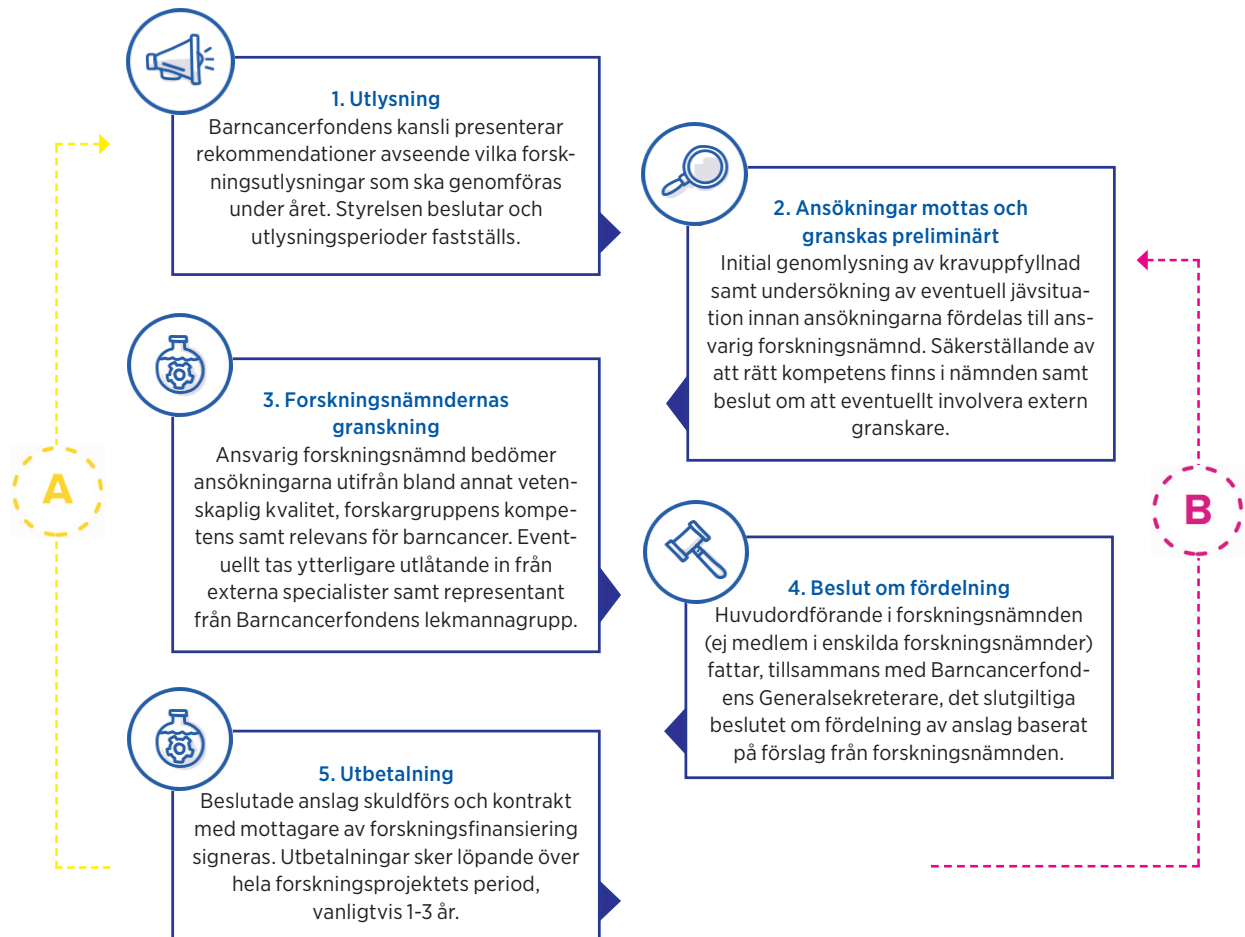 1. Utlysning
Barncancerfondens kansli presenterar
rekommendationer avseende vilka forsk-
ningsutlysningar som ska genomföras
under året. Styrelsen beslutar och
utlysningsperioder fastställs.
2. Ansökningar mottas och
granskas preliminärt
Initial genomlysning av kravuppfyllnad
samt undersökning av eventuell jävsitua-
tion innan ansökningarna fördelas till ans-
varig forskningsnämnd. Säkerställande av
att rätt kompetens finns i nämnden samt
beslut om att eventuellt involvera extern
granskare.
3. Forskningsnämndernas
granskning
Ansvarig forskningsnämnd bedömer
ansökningarna utifrån bland annat veten-
skaplig kvalitet, forskargruppens kompe-
tens samt relevans för barncancer. Event-
uellt tas ytterligare utlåtande in från
externa specialister samt representant
från Barncancerfondens lekmannagrupp.
A
B
4. Beslut om fördelning
Huvudordförande i forskningsnämnden
(ej medlem i enskilda forskningsnämnder)
fattar, tillsammans med Barncancerfond-
ens Generalsekreterare, det slutgiltiga
beslutet om fördelning av anslag baserat
på förslag från forskningsnämnden.
5. Utbetalning
Beslutade anslag skuldförs och kontrakt
med mottagare av forskningsfinansiering
signeras. Utbetalningar sker löpande över
hela forskningsprojektets period,
vanligtvis 1-3 år.